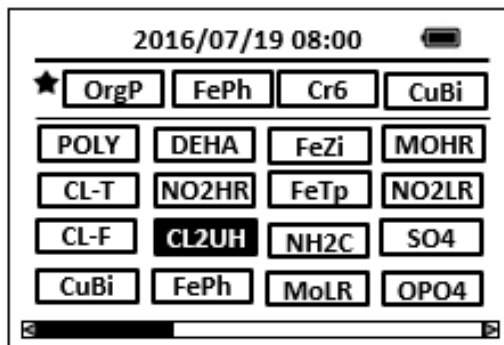 2016/07/19 08:00
OrgP FePh Cr6 CuBi
POLY DEHA FeZi MOHR
CL-T NO2HR FeTp NO2LR
CL-F CL2UH NH2C SO4
CuBi FePh MoLR OPO4